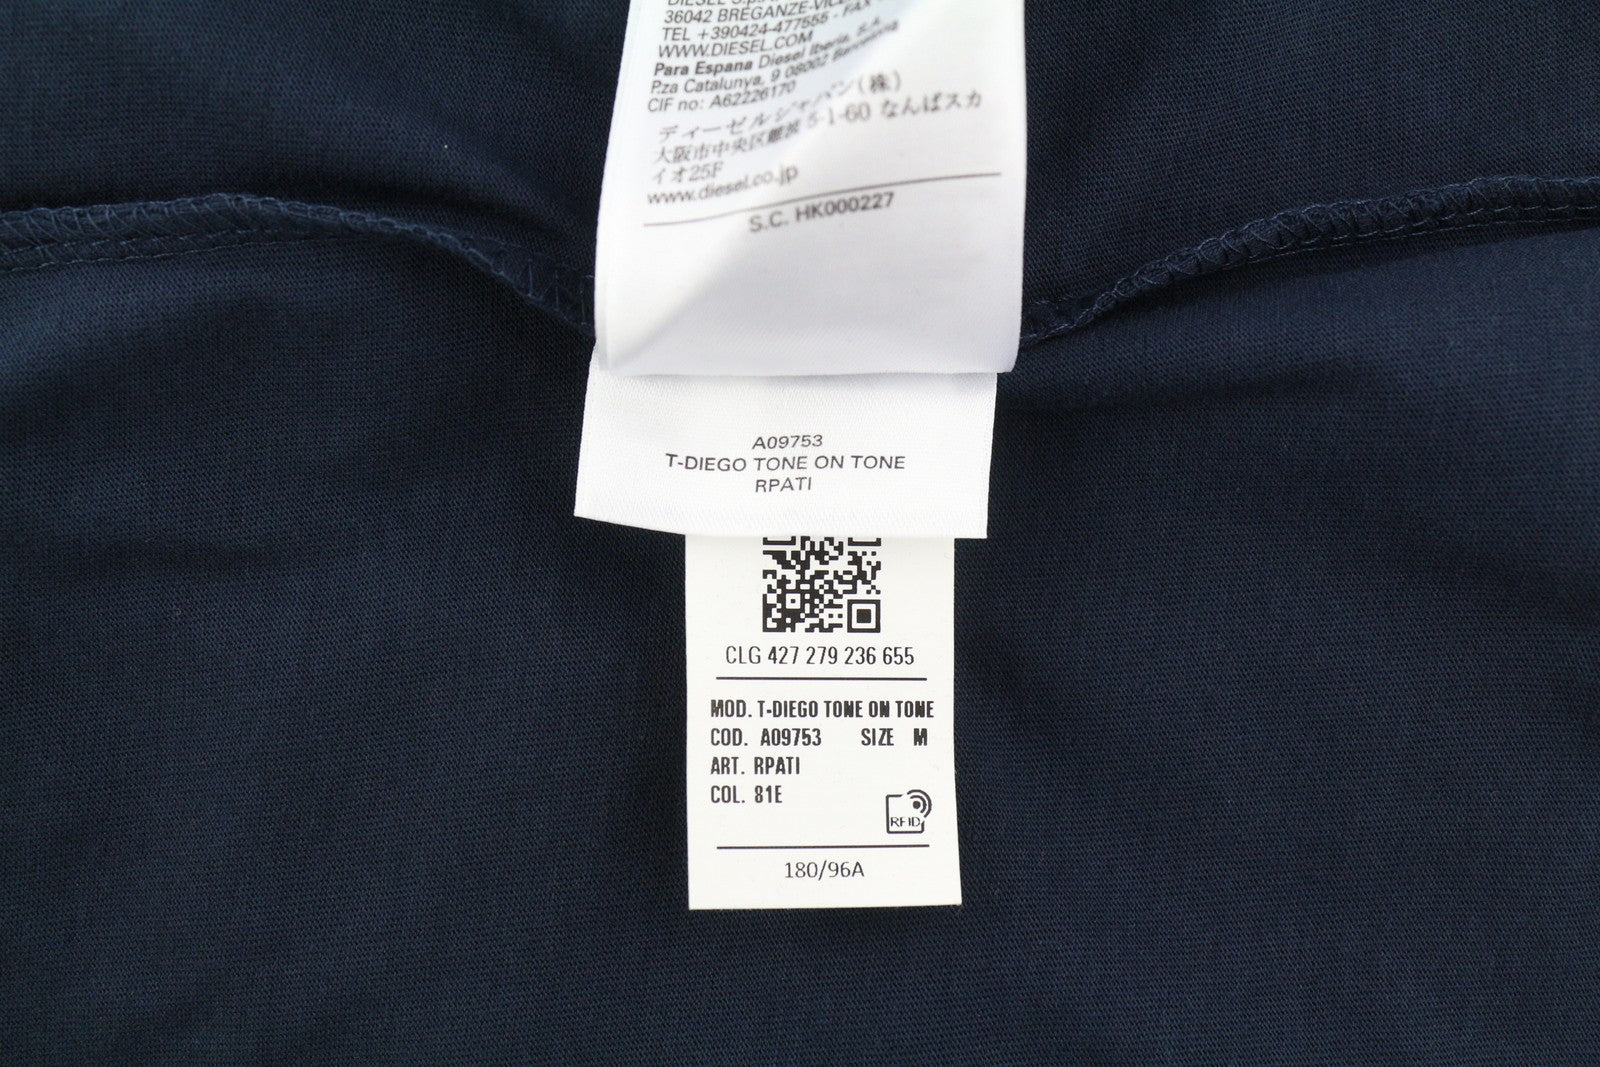 DIESEL S.p.A.
36042 BREGANZE-VIC
TEL +390424-477555 - FAX
WWW.DIESEL.COM
Para Espana Diesel Iberia, S.A.
P.za Catalunya, 9 08002 Barcelona
CIF no: A62226170
ディーゼルジャパン(株)
大阪市中央区難波 5-1-60 なんばスカ
イオ25F
www.diesel.co.jp
S.C. HK000227
A09753
T-DIEGO TONE ON TONE
RPATI
CLG 427 279 236 655
MOD. T-DIEGO TONE ON TONE
COD. A09753 SIZE M
ART. RPATI
COL. 81E
RFID
180/96A